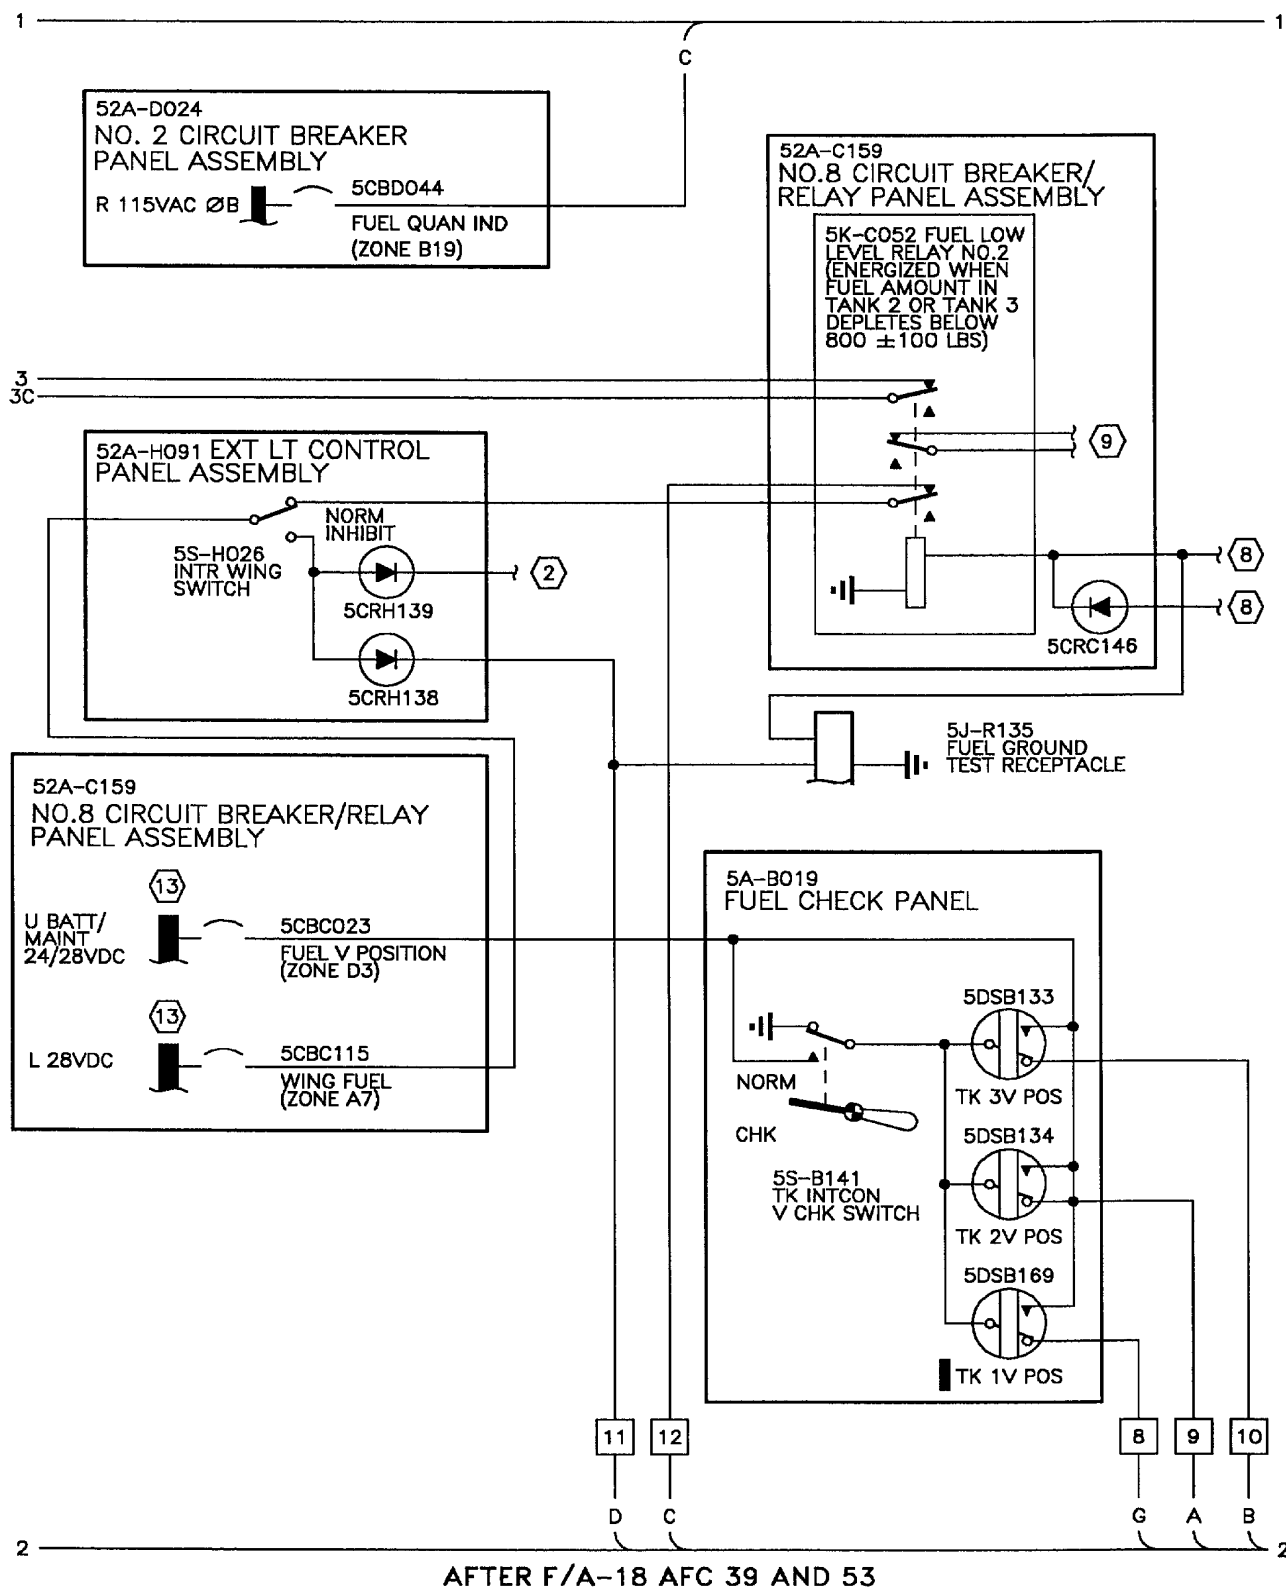 1
1
C
52A-D024
NO. 2 CIRCUIT BREAKER
PANEL ASSEMBLY
R 115VAC ØB
5CBD044
FUEL QUAN IND
(ZONE B19)
52A-C159
NO.8 CIRCUIT BREAKER/
RELAY PANEL ASSEMBLY
5K-C052 FUEL LOW
LEVEL RELAY NO.2
(ENERGIZED WHEN
FUEL AMOUNT IN
TANK 2 OR TANK 3
DEPLETES BELOW
800 ±100 LBS)
3
3C
9
8
8
5CRC146
52A-H091 EXT LT CONTROL
PANEL ASSEMBLY
NORM
INHIBIT
5S-H026
INTR WING
SWITCH
2
5CRH139
5CRH138
5J-R135
FUEL GROUND
TEST RECEPTACLE
52A-C159
NO.8 CIRCUIT BREAKER/RELAY
PANEL ASSEMBLY
13
U BATT/
MAINT
24/28VDC
5CBC023
FUEL V POSITION
(ZONE D3)
13
L 28VDC
5CBC115
WING FUEL
(ZONE A7)
5A-B019
FUEL CHECK PANEL
5DSB133
NORM
TK 3V POS
CHK
5DSB134
5S-B141
TK INTCON
V CHK SWITCH
TK 2V POS
5DSB169
TK 1V POS
11
12
8
9
10
D
C
G
A
B
2
2
AFTER F/A-18 AFC 39 AND 53